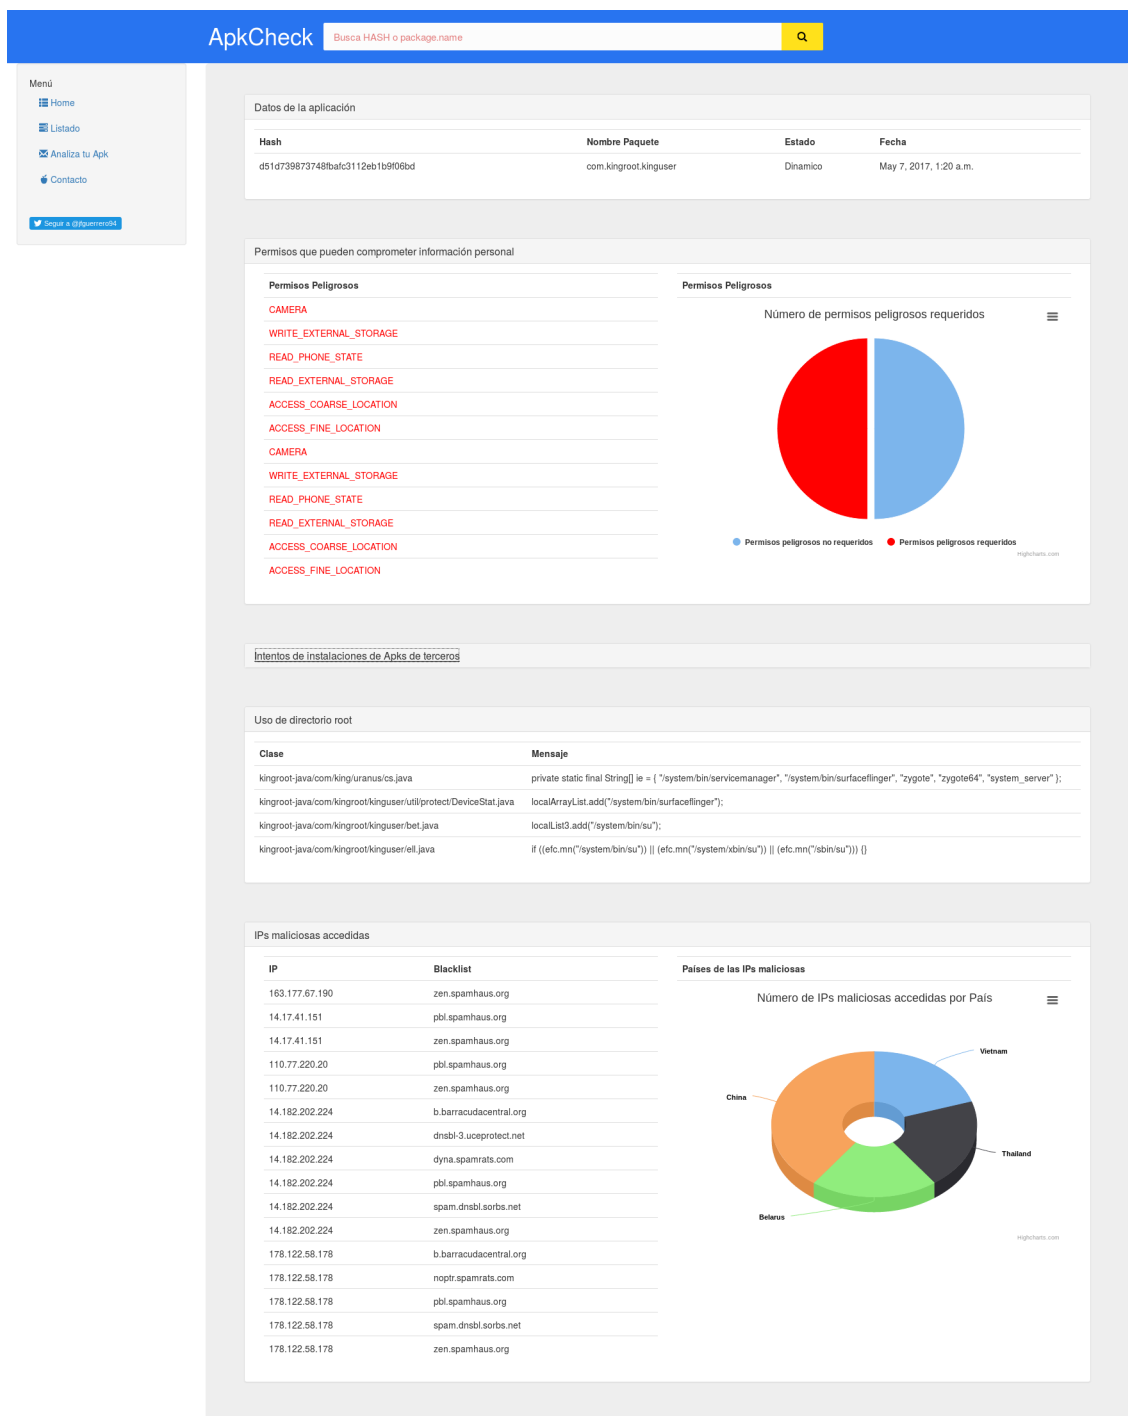 ApkCheck
Busca HASH o package.name
Menú
Home
Listado
Analiza tu Apk
Contacto
Seguir a @jfguerrero94
Datos de la aplicación
Hash Nombre Paquete Estado Fecha
d51d739873748fbafc3112eb1b9f06bd com.kingroot.kinguser Dinamico May 7, 2017, 1:20 a.m.
Permisos que pueden comprometer información personal
Permisos Peligrosos
CAMERA
WRITE_EXTERNAL_STORAGE
READ_PHONE_STATE
READ_EXTERNAL_STORAGE
ACCESS_COARSE_LOCATION
ACCESS_FINE_LOCATION
CAMERA
WRITE_EXTERNAL_STORAGE
READ_PHONE_STATE
READ_EXTERNAL_STORAGE
ACCESS_COARSE_LOCATION
ACCESS_FINE_LOCATION
Permisos Peligrosos
Número de permisos peligrosos requeridos
Permisos peligrosos no requeridos Permisos peligrosos requeridos
Highcharts.com
Intentos de instalaciones de Apks de terceros
Uso de directorio root
Clase Mensaje
kingroot-java/com/king/uranus/cs.java private static final String[] ie = { "/system/bin/servicemanager", "/system/bin/surfaceflinger", "zygote", "zygote64", "system_server" };
kingroot-java/com/kingroot/kinguser/util/protect/DeviceStat.java localArrayList.add("/system/bin/surfaceflinger");
kingroot-java/com/kingroot/kinguser/bet.java localList3.add("/system/bin/su");
kingroot-java/com/kingroot/kinguser/ell.java if ((efc.mn("/system/bin/su")) || (efc.mn("/system/xbin/su")) || (efc.mn("/sbin/su"))) {}
IPs maliciosas accedidas
IP Blacklist
163.177.67.190 zen.spamhaus.org
14.17.41.151 pbl.spamhaus.org
14.17.41.151 zen.spamhaus.org
110.77.220.20 pbl.spamhaus.org
110.77.220.20 zen.spamhaus.org
14.182.202.224 b.barracudacentral.org
14.182.202.224 dnsbl-3.uceprotect.net
14.182.202.224 dyna.spamrats.com
14.182.202.224 pbl.spamhaus.org
14.182.202.224 spam.dnsbl.sorbs.net
14.182.202.224 zen.spamhaus.org
178.122.58.178 b.barracudacentral.org
178.122.58.178 noptr.spamrats.com
178.122.58.178 pbl.spamhaus.org
178.122.58.178 spam.dnsbl.sorbs.net
178.122.58.178 zen.spamhaus.org
Países de las IPs maliciosas
Número de IPs maliciosas accedidas por País
Vietnam
China
Thailand
Belarus
Highcharts.com